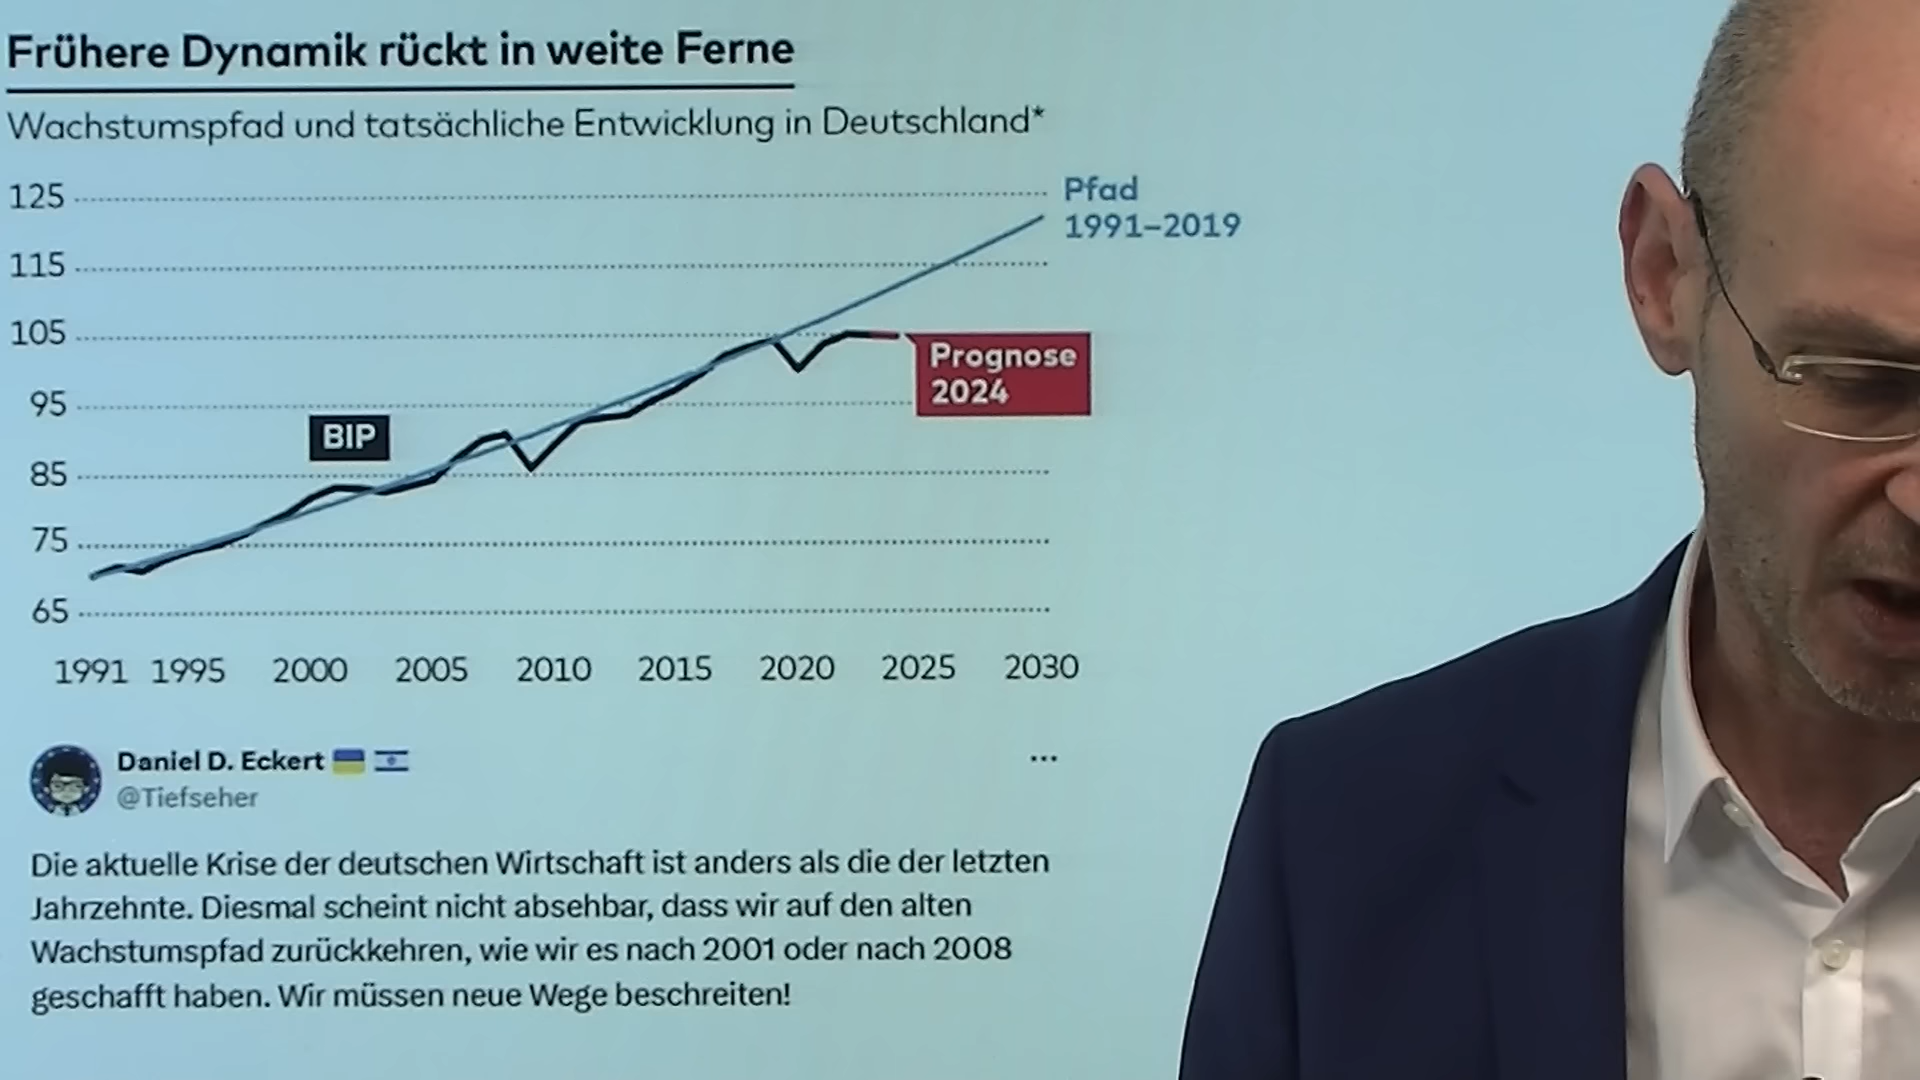 Frühere Dynamik rückt in weite Ferne
Wachstumspfad und tatsächliche Entwicklung in Deutschland*
125
Pfad
1991–2019
115
105
Prognose
2024
95
BIP
85
75
65
1991 1995 2000 2005 2010 2015 2020 2025 2030
Daniel D. Eckert 🇺🇦 🇮🇱
...
@Tiefseher
Die aktuelle Krise der deutschen Wirtschaft ist anders als die der letzten
Jahrzehnte. Diesmal scheint nicht absehbar, dass wir auf den alten
Wachstumspfad zurückkehren, wie wir es nach 2001 oder nach 2008
geschafft haben. Wir müssen neue Wege beschreiten!